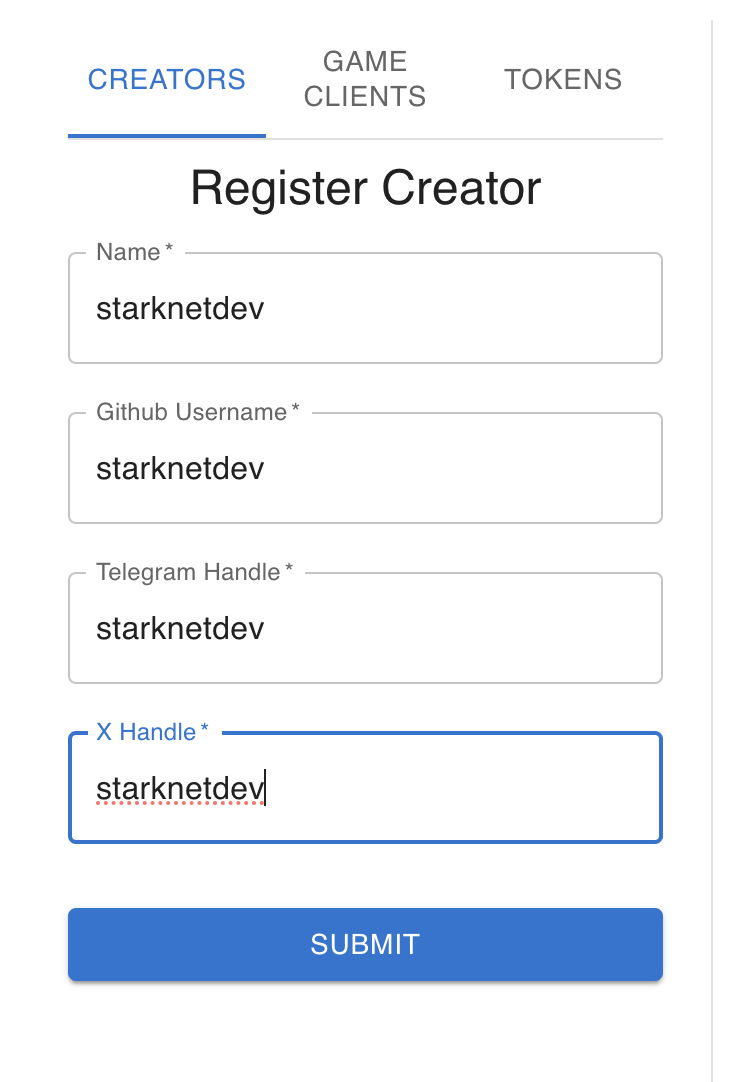 CREATORS
GAME
CLIENTS
TOKENS
Register Creator
Name *
starknetdev
Github Username *
starknetdev
Telegram Handle *
starknetdev
X Handle *
starknetdev
SUBMIT